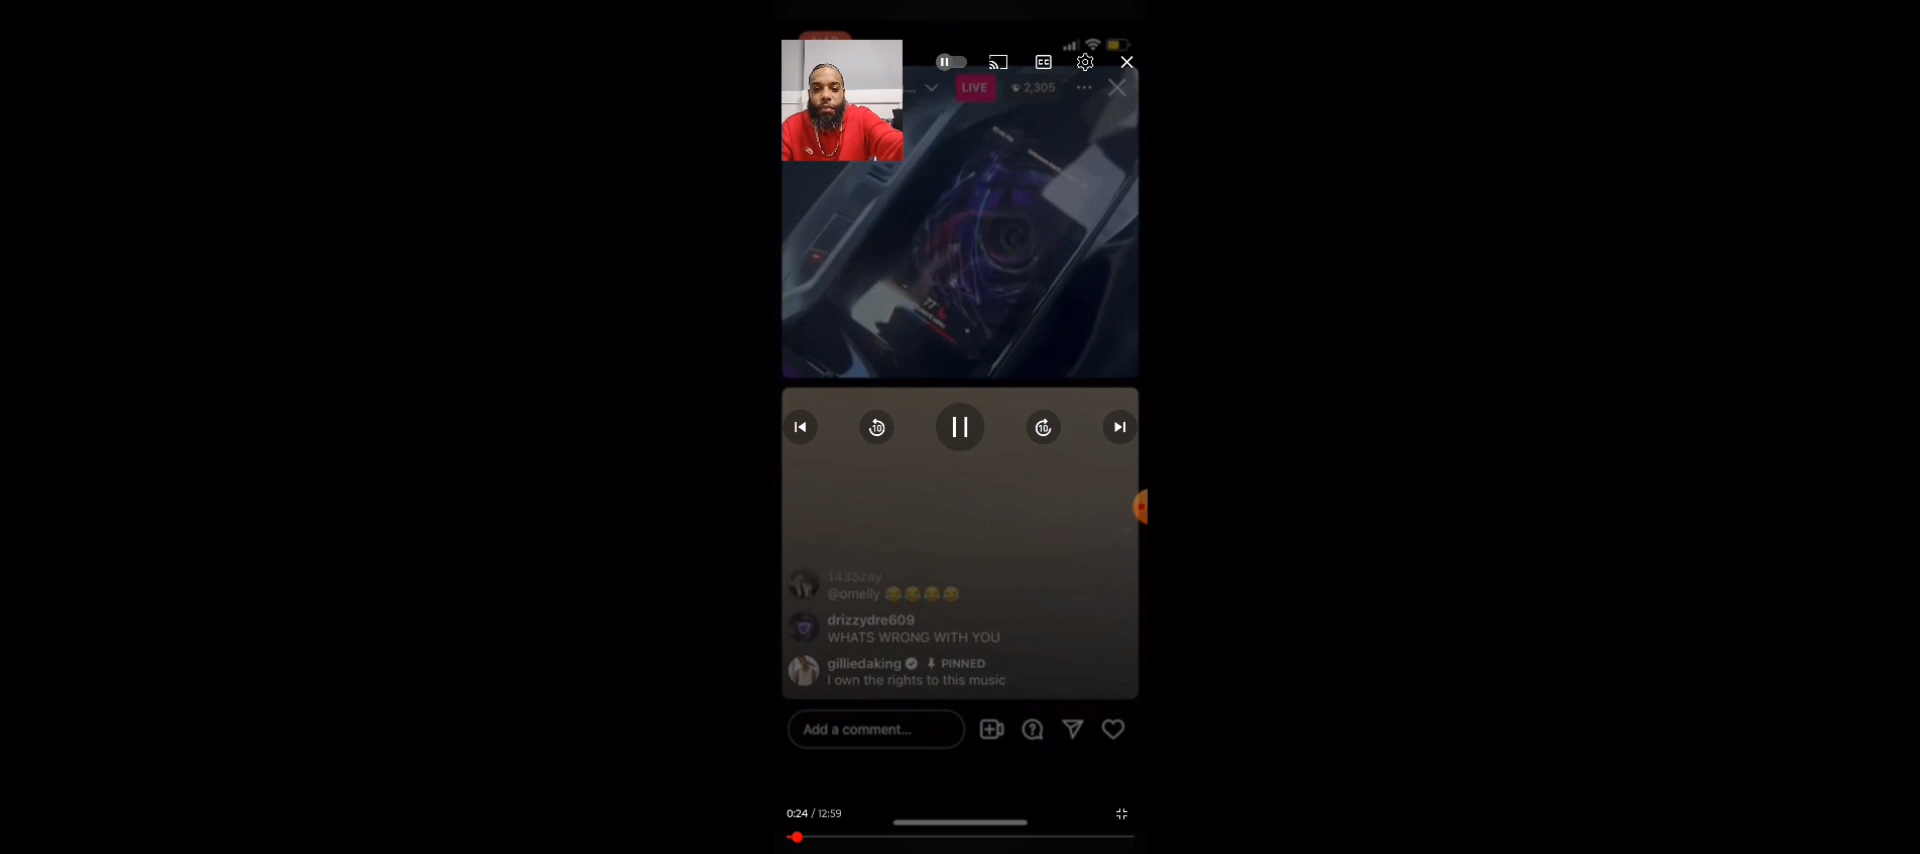 LIVE
2,305
1435zay
@omelly 😂😂😂😂
drizzydre609
WHATS WRONG WITH YOU
gilliedaking PINNED
I own the rights to this music
Add a comment...
0:24 / 12:59